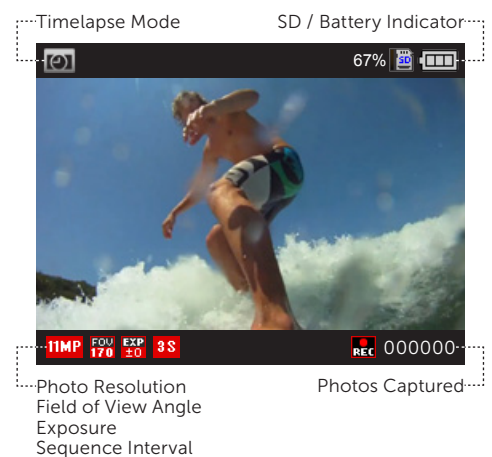 Timelapse Mode
SD / Battery Indicator
67% SD
11MP FOV 170 EXP ±0 3S
REC 000000
Photo Resolution
Photos Captured
Field of View Angle
Exposure
Sequence Interval